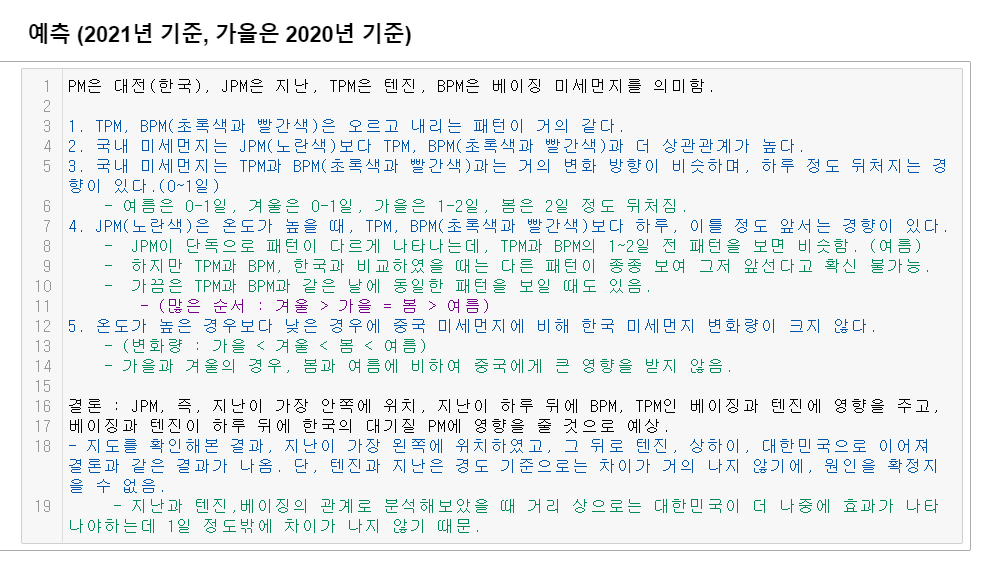 예측 (2021년 기준, 가을은 2020년 기준)
1 PM은 대전(한국), JPM은 지난, TPM은 텐진, BPM은 베이징 미세먼지를 의미함.
2
3 1. TPM, BPM(초록색과 빨간색)은 오르고 내리는 패턴이 거의 같다.
4 2. 국내 미세먼지는 JPM(노란색)보다 TPM, BPM(초록색과 빨간색)과 더 상관관계가 높다.
5 3. 국내 미세먼지는 TPM과 BPM(초록색과 빨간색)과는 거의 변화 방향이 비슷하며, 하루 정도 뒤처지는 경
향이 있다.(0~1일)
6 - 여름은 0-1일, 겨울은 0-1일, 가을은 1-2일, 봄은 2일 정도 뒤처짐.
7 4. JPM(노란색)은 온도가 높을 때, TPM, BPM(초록색과 빨간색)보다 하루, 이틀 정도 앞서는 경향이 있다.
8 - JPM이 단독으로 패턴이 다르게 나타나는데, TPM과 BPM의 1~2일 전 패턴을 보면 비슷함. (여름)
9 - 하지만 TPM과 BPM, 한국과 비교하였을 때는 다른 패턴이 종종 보여 그저 앞선다고 확신 불가능.
10 - 가끔은 TPM과 BPM과 같은 날에 동일한 패턴을 보일 때도 있음.
11 - (많은 순서 : 겨울 > 가을 = 봄 > 여름)
12 5. 온도가 높은 경우보다 낮은 경우에 중국 미세먼지에 비해 한국 미세먼지 변화량이 크지 않다.
13 - (변화량 : 가을 < 겨울 < 봄 < 여름)
14 - 가을과 겨울의 경우, 봄과 여름에 비하여 중국에게 큰 영향을 받지 않음.
15
16 결론 : JPM, 즉, 지난이 가장 안쪽에 위치, 지난이 하루 뒤에 BPM, TPM인 베이징과 텐진에 영향을 주고,
17 베이징과 텐진이 하루 뒤에 한국의 대기질 PM에 영향을 줄 것으로 예상.
18 - 지도를 확인해본 결과, 지난이 가장 왼쪽에 위치하였고, 그 뒤로 텐진, 상하이, 대한민국으로 이어져
결론과 같은 결과가 나옴. 단, 텐진과 지난은 경도 기준으로는 차이가 거의 나지 않기에, 원인을 확정지
을 수 없음.
19 - 지난과 텐진,베이징의 관계로 분석해보았을 때 거리 상으로는 대한민국이 더 나중에 효과가 나타
나야하는데 1일 정도밖에 차이가 나지 않기 때문.